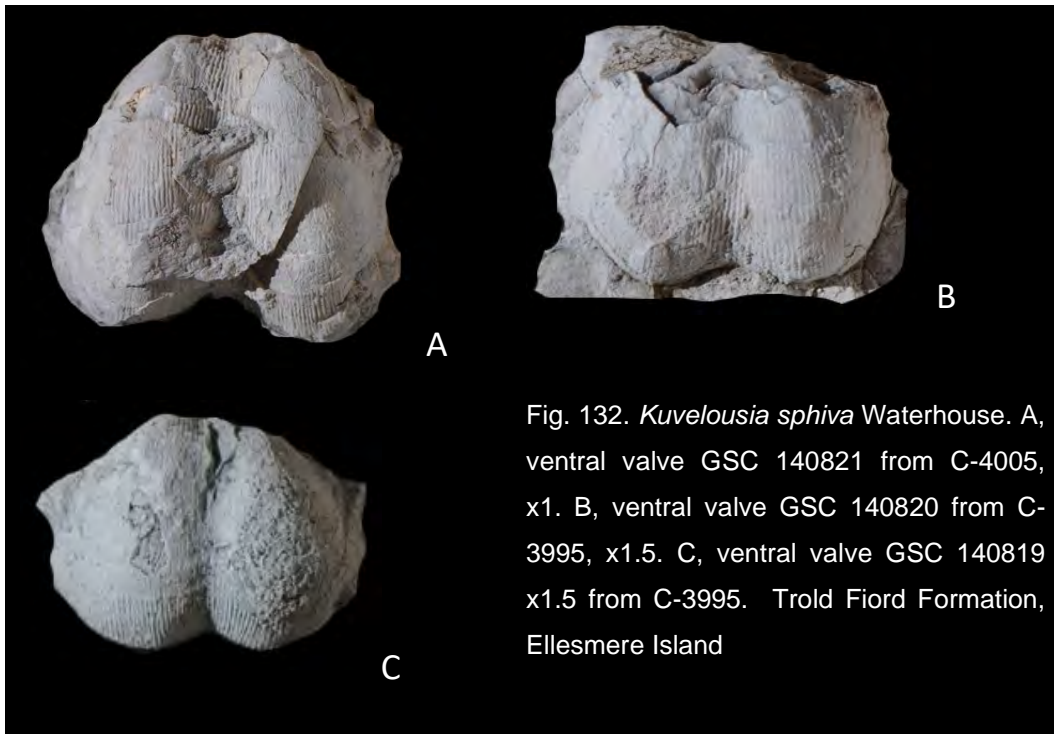 A
B
C
Fig. 132. Kuvelousia sphiva Waterhouse. A,
ventral valve GSC 140821 from C-4005,
x1. B, ventral valve GSC 140820 from C-
3995, x1.5. C, ventral valve GSC 140819
x1.5 from C-3995. Trold Fiord Formation,
Ellesmere Island